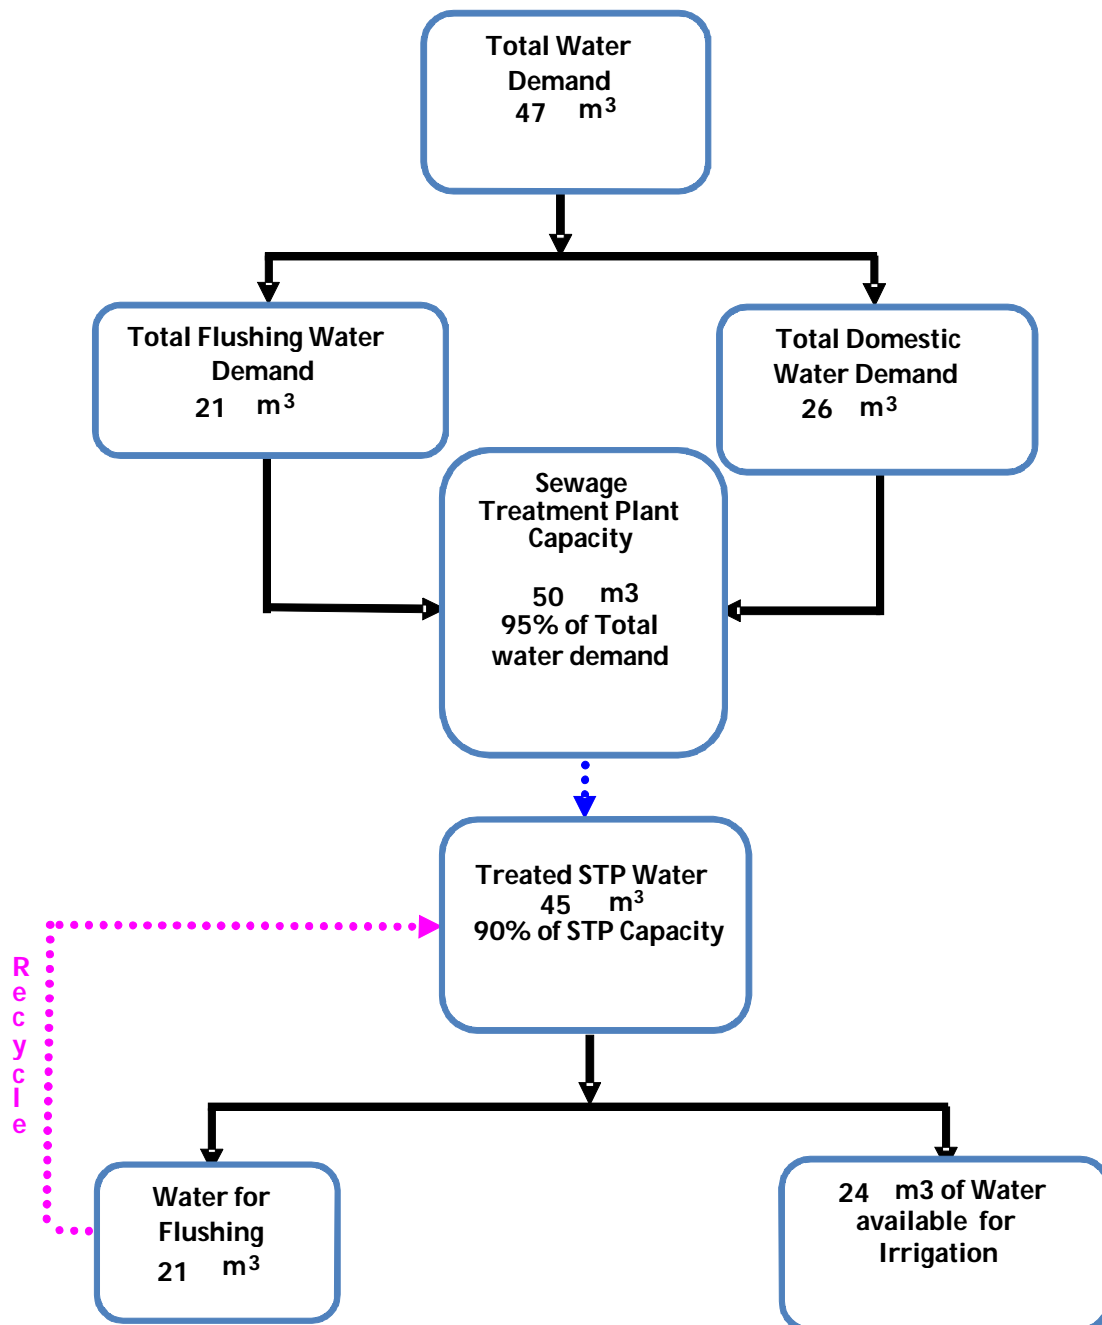 Total Water
Demand
47 m³
Total Flushing Water
Demand
21 m³
Total Domestic
Water Demand
26 m³
Sewage
Treatment Plant
Capacity
50 m3
95% of Total
water demand
Treated STP Water
45 m³
90% of STP Capacity
Recycle
Water for
Flushing
21 m³
24 m3 of Water
available for
Irrigation